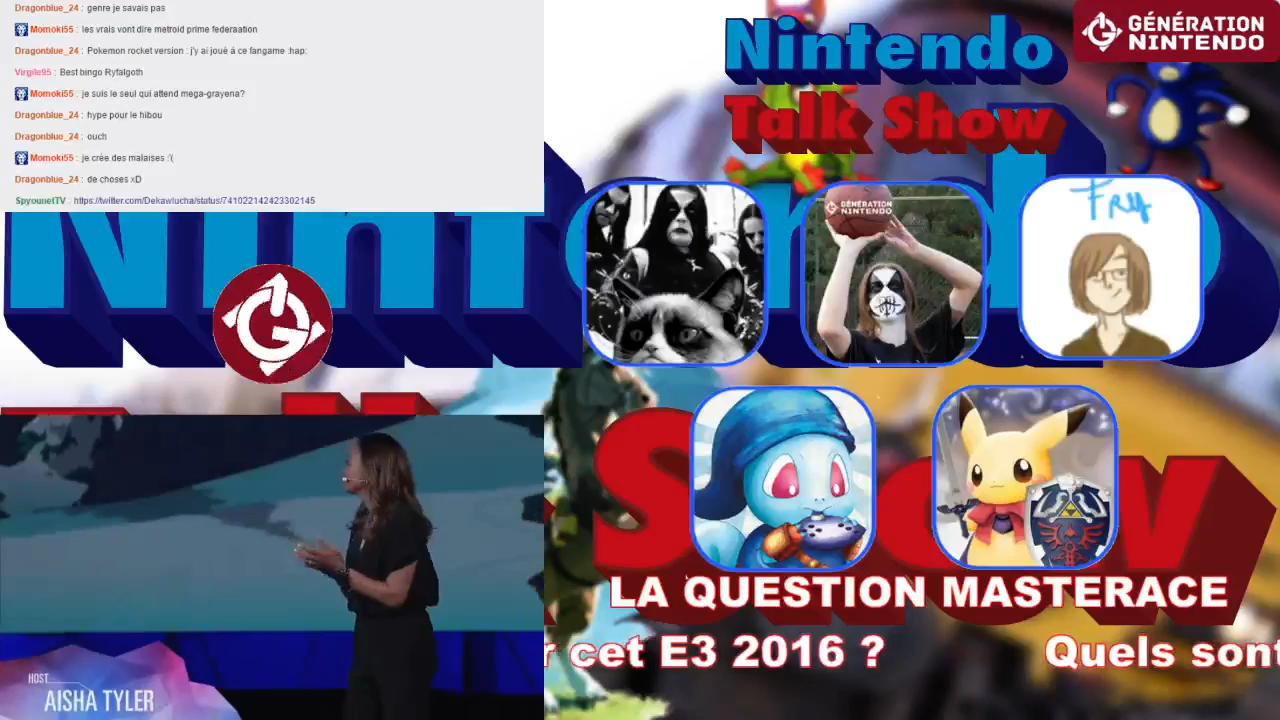 Dragonblue_24 : genre je savais pas
Momoki55 : les vrais vont dire metroid prime federaation
Dragonblue_24 : Pokemon rocket version : j'y ai joué à ce fangame :hap:
Virgile95 : Best bingo Ryfalgoth
Momoki55 : je suis le seul qui attend mega-grayena?
Dragonblue_24 : hype pour le hibou
Dragonblue_24 : ouch
Momoki55 : je crée des malaises :'(
Dragonblue_24 : de choses xD
SpyounetTV : https://twitter.com/Dekawlucha/status/741022142423302145
Nintendo
Talk Show
GÉNÉRATION
NINTENDO
Nintendo
Show
GÉNÉRATION
NINTENDO
Fry
LA QUESTION MASTERACE
r cet E3 2016 ?
Quels sont
HOST
AISHA TYLER